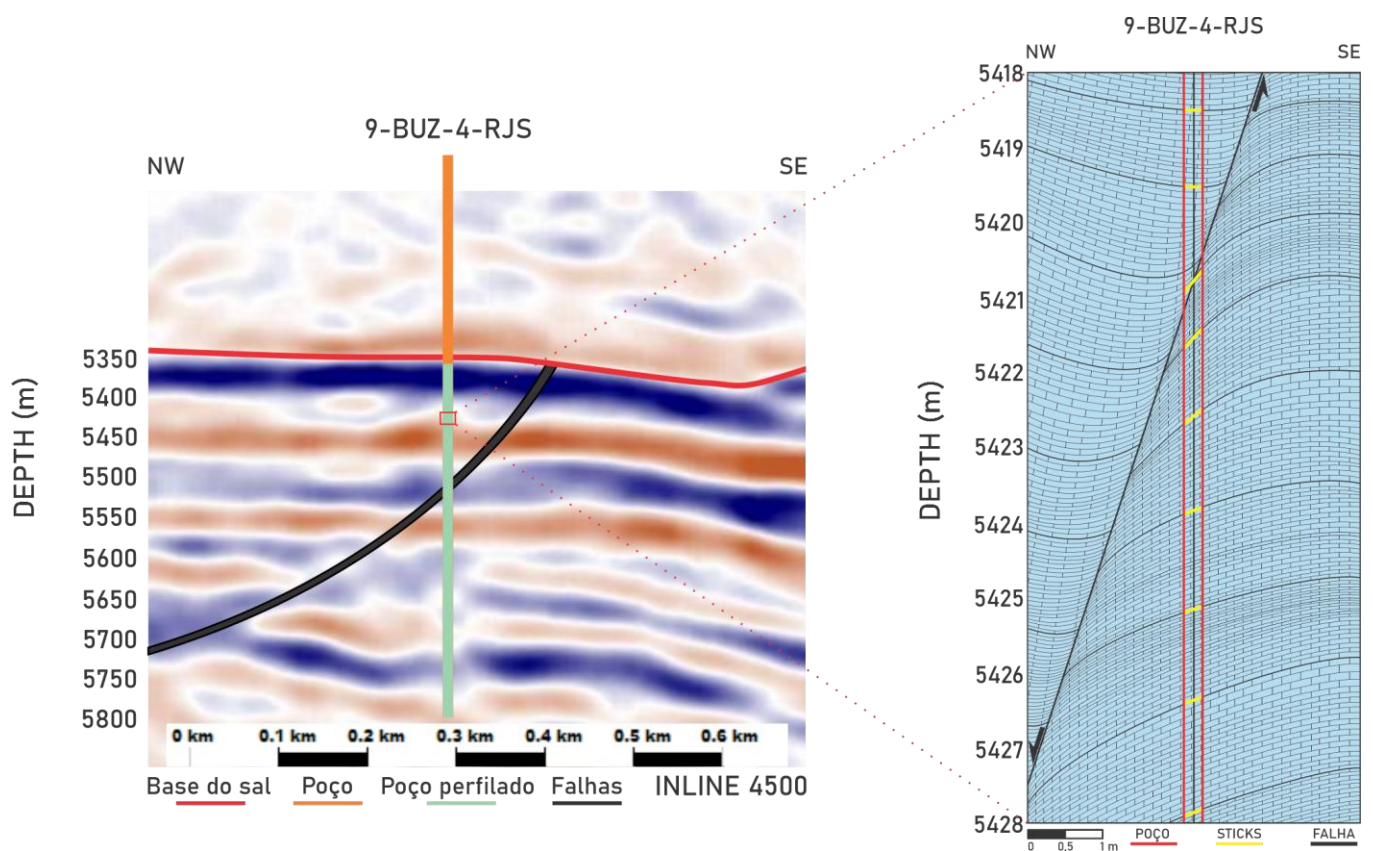 9-BUZ-4-RJS
NW
SE
DEPTH (m)
5350
5400
5450
5500
5550
5600
5650
5700
5750
5800
0 km 0.1 km 0.2 km 0.3 km 0.4 km 0.5 km 0.6 km
Base do sal Poço Poço perfilado Falhas INLINE 4500
9-BUZ-4-RJS
NW
SE
DEPTH (m)
5418
5419
5420
5421
5422
5423
5424
5425
5426
5427
5428
0 0,5 1 m
POÇO STICKS FALHA